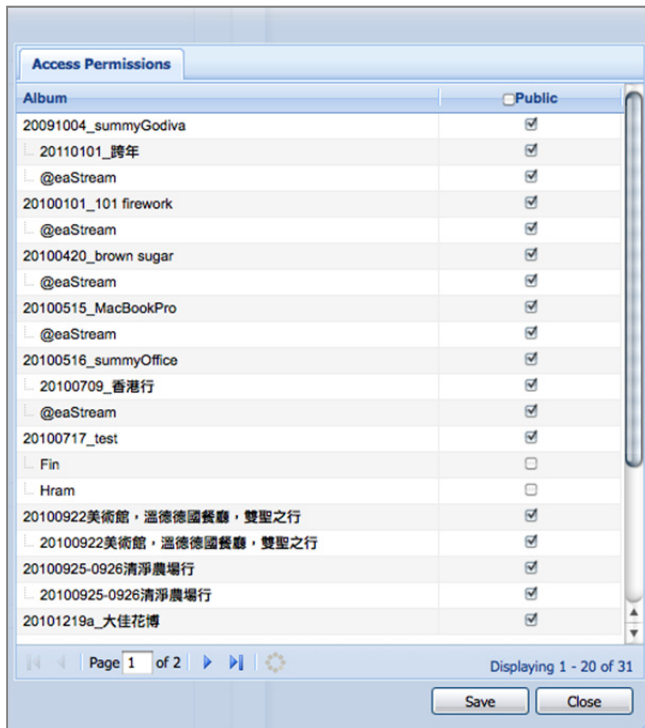 Access Permissions
Album Public
20091004_summyGodiva
20110101_跨年
@eaStream
20100101_101 firework
@eaStream
20100420_brown sugar
@eaStream
20100515_MacBookPro
@eaStream
20100516_summyOffice
20100709_香港行
@eaStream
20100717_test
Fin
Hram
20100922美術館，溫德德國餐廳，雙聖之行
20100922美術館，溫德德國餐廳，雙聖之行
20100925-0926清淨農場行
20100925-0926清淨農場行
20101219a_大佳花博
Page 1 of 2 Displaying 1 - 20 of 31
Save Close